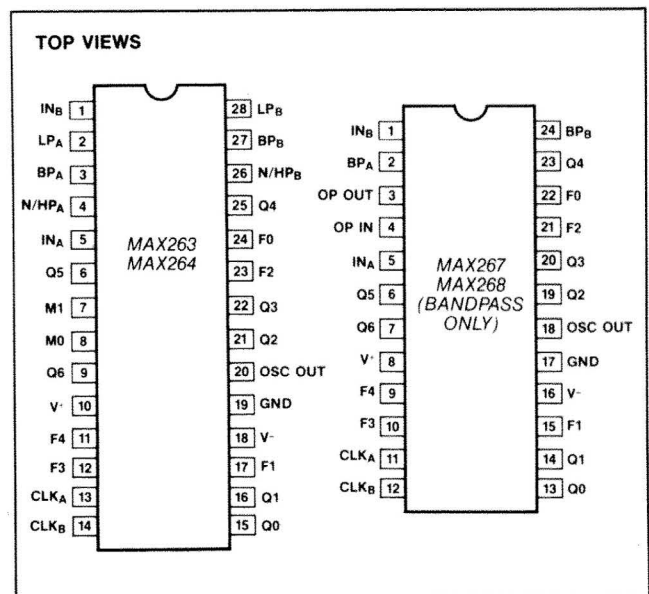 TOP VIEWS
INB 1
LPA 2
BPA 3
N/HPA 4
INA 5
Q5 6
M1 7
M0 8
Q6 9
V+ 10
F4 11
F3 12
CLKA 13
CLKB 14
MAX263
MAX264
28 LPB
27 BPB
26 N/HPB
25 Q4
24 F0
23 F2
22 Q3
21 Q2
20 OSC OUT
19 GND
18 V-
17 F1
16 Q1
15 Q0
INB 1
BPA 2
OP OUT 3
OP IN 4
INA 5
Q5 6
Q6 7
V+ 8
F4 9
F3 10
CLKA 11
CLKB 12
MAX267
MAX268
(BANDPASS
ONLY)
24 BPB
23 Q4
22 F0
21 F2
20 Q3
19 Q2
18 OSC OUT
17 GND
16 V-
15 F1
14 Q1
13 Q0